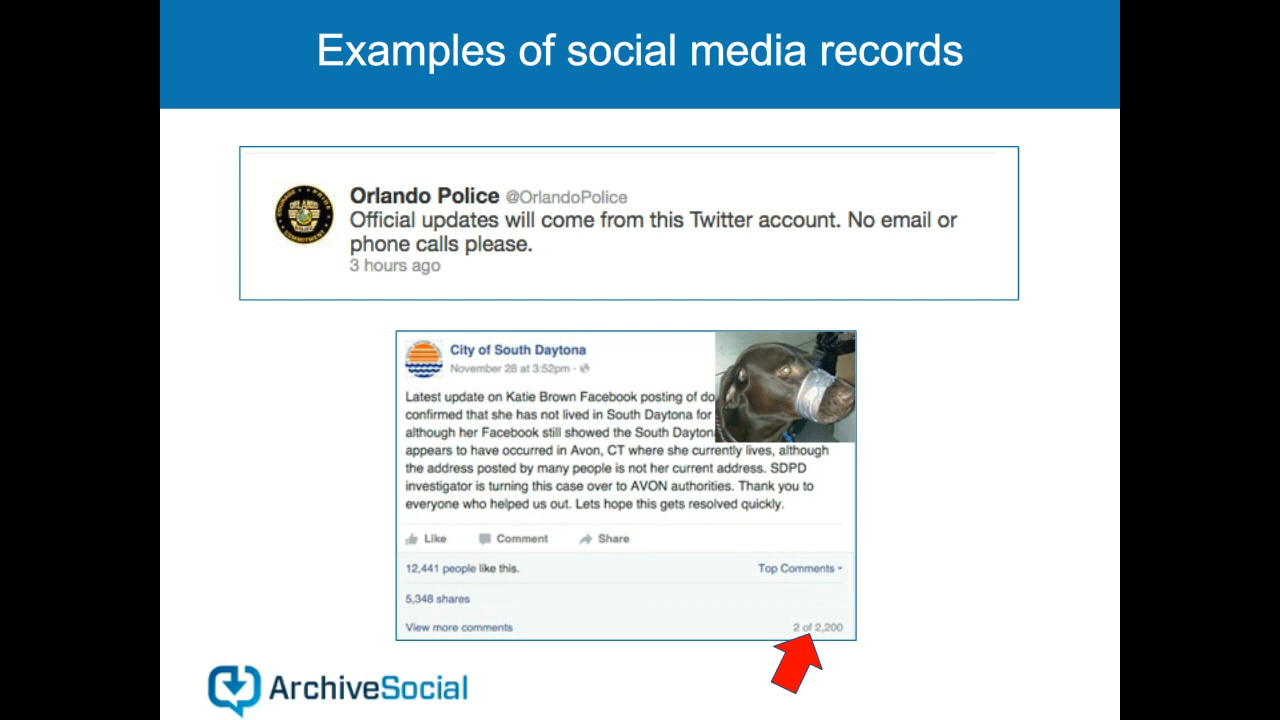 Examples of social media records
Orlando Police @OrlandoPolice
Official updates will come from this Twitter account. No email or
phone calls please.
3 hours ago
City of South Daytona
November 28 at 3:52pm ·
Latest update on Katie Brown Facebook posting of do
confirmed that she has not lived in South Daytona for
although her Facebook still showed the South Dayton
appears to have occurred in Avon, CT where she currently lives, although
the address posted by many people is not her current address. SDPD
investigator is turning this case over to AVON authorities. Thank you to
everyone who helped us out. Lets hope this gets resolved quickly.
Like Comment Share
12,441 people like this. Top Comments
5,348 shares
View more comments 2 of 2,200
ArchiveSocial